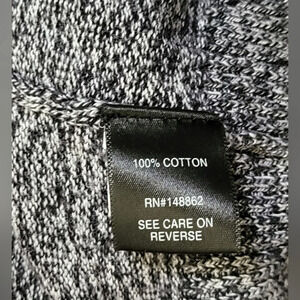 100% COTTON
RN#148862
SEE CARE ON
REVERSE